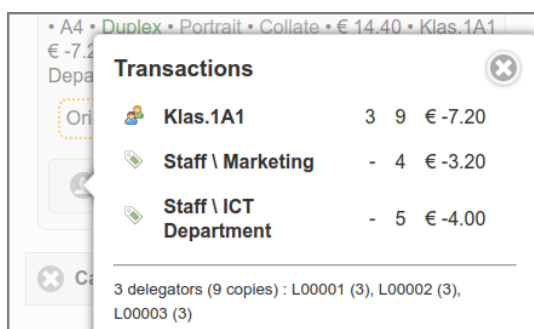 • A4 • Duplex • Portrait • Collate • € 14.40 • Klas.1A1
€ -7.2
Depa
Transactions
Ori
Klas.1A1 3 9 € -7.20
Staff \ Marketing - 4 € -3.20
Staff \ ICT
Department - 5 € -4.00
Ca
3 delegators (9 copies) : L00001 (3), L00002 (3),
L00003 (3)